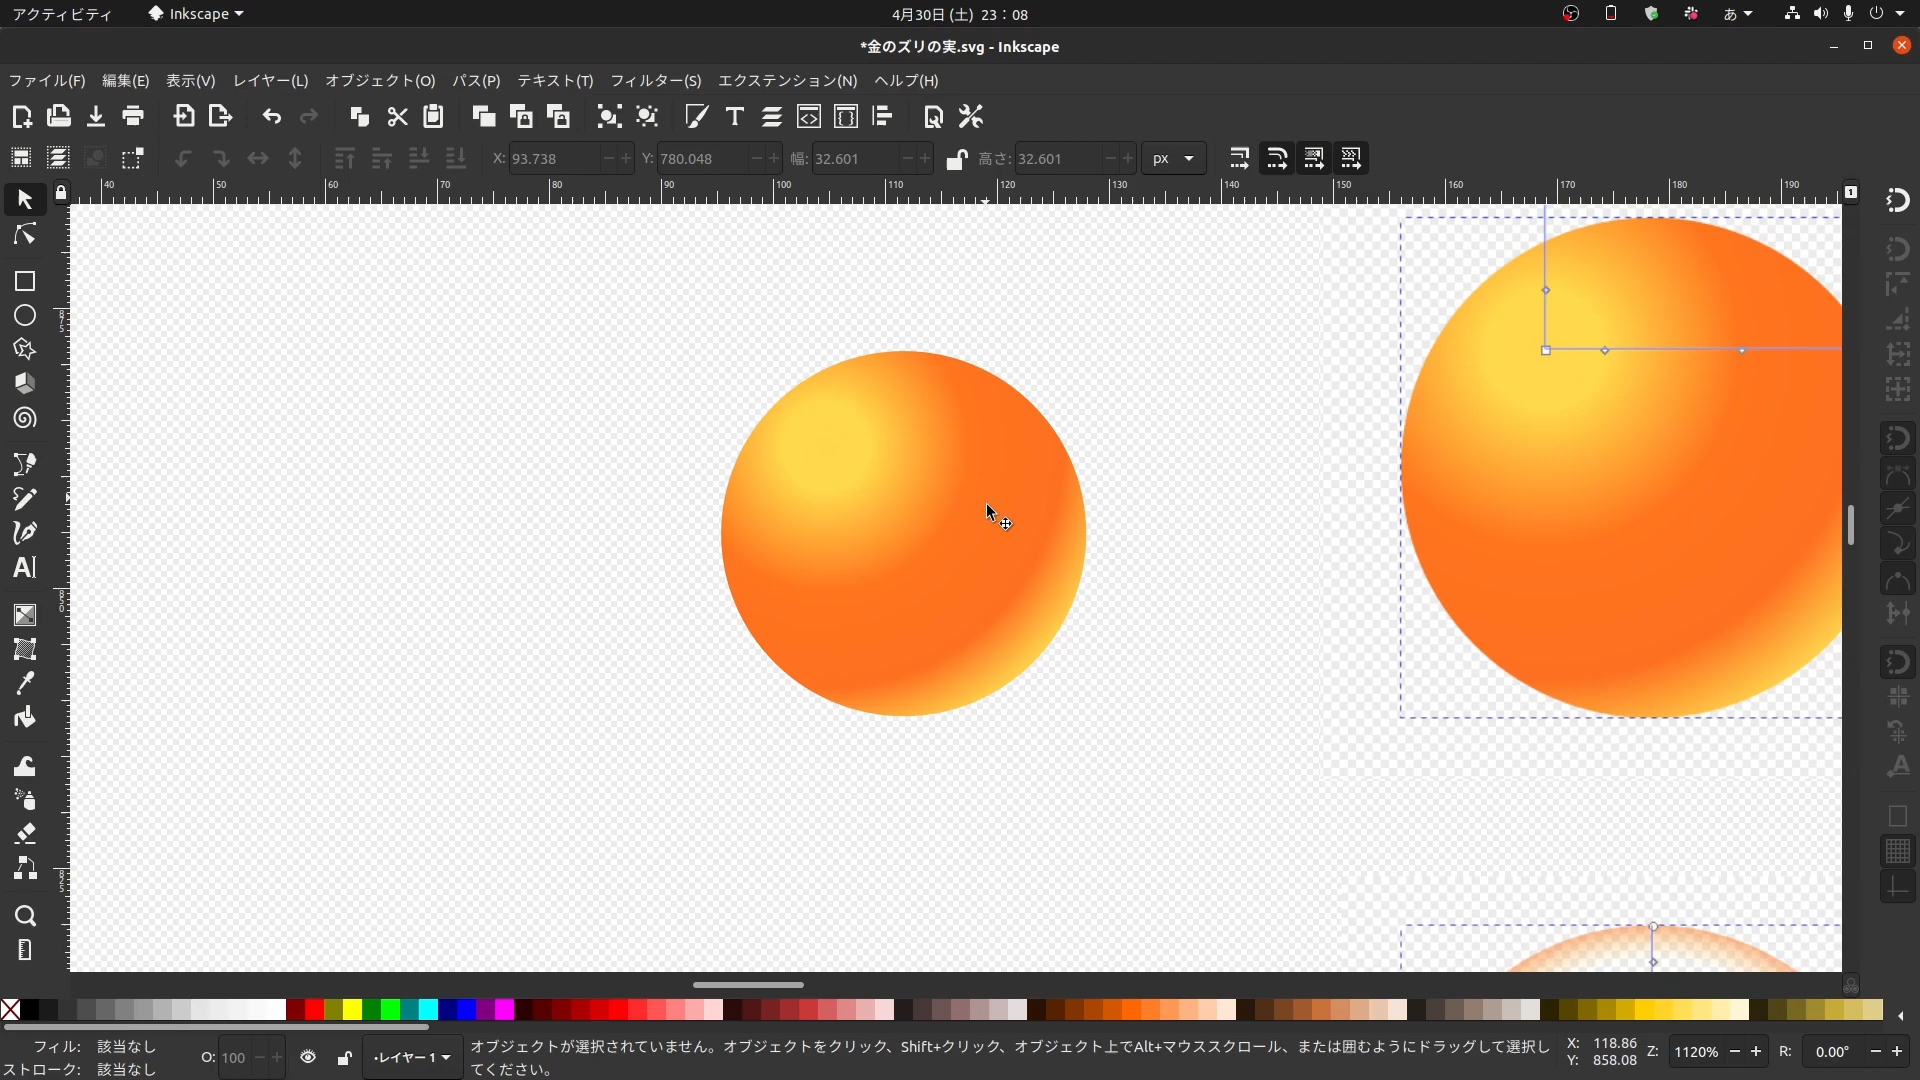 アクティビティ Inkscape 4月30日 (土) 23：08 あ
*金のズリの実.svg - Inkscape
ファイル(F) 編集(E) 表示(V) レイヤー(L) オブジェクト(O) パス(P) テキスト(T) フィルター(S) エクステンション(N) ヘルプ(H)
X: 93.738 Y: 780.048 幅: 32.601 高さ: 32.601 px
40 50 60 70 80 90 100 110 120 130 140 150 160 170 180 190
1
875
850
825
フィル: 該当なし O: 100 •レイヤー 1 オブジェクトが選択されていません。オブジェクトをクリック、Shift+クリック、オブジェクト上でAlt+マウススクロール、または囲むようにドラッグして選択し X: 118.86 Z: 1120% R: 0.00°
ストローク: 該当なし てください。 Y: 858.08